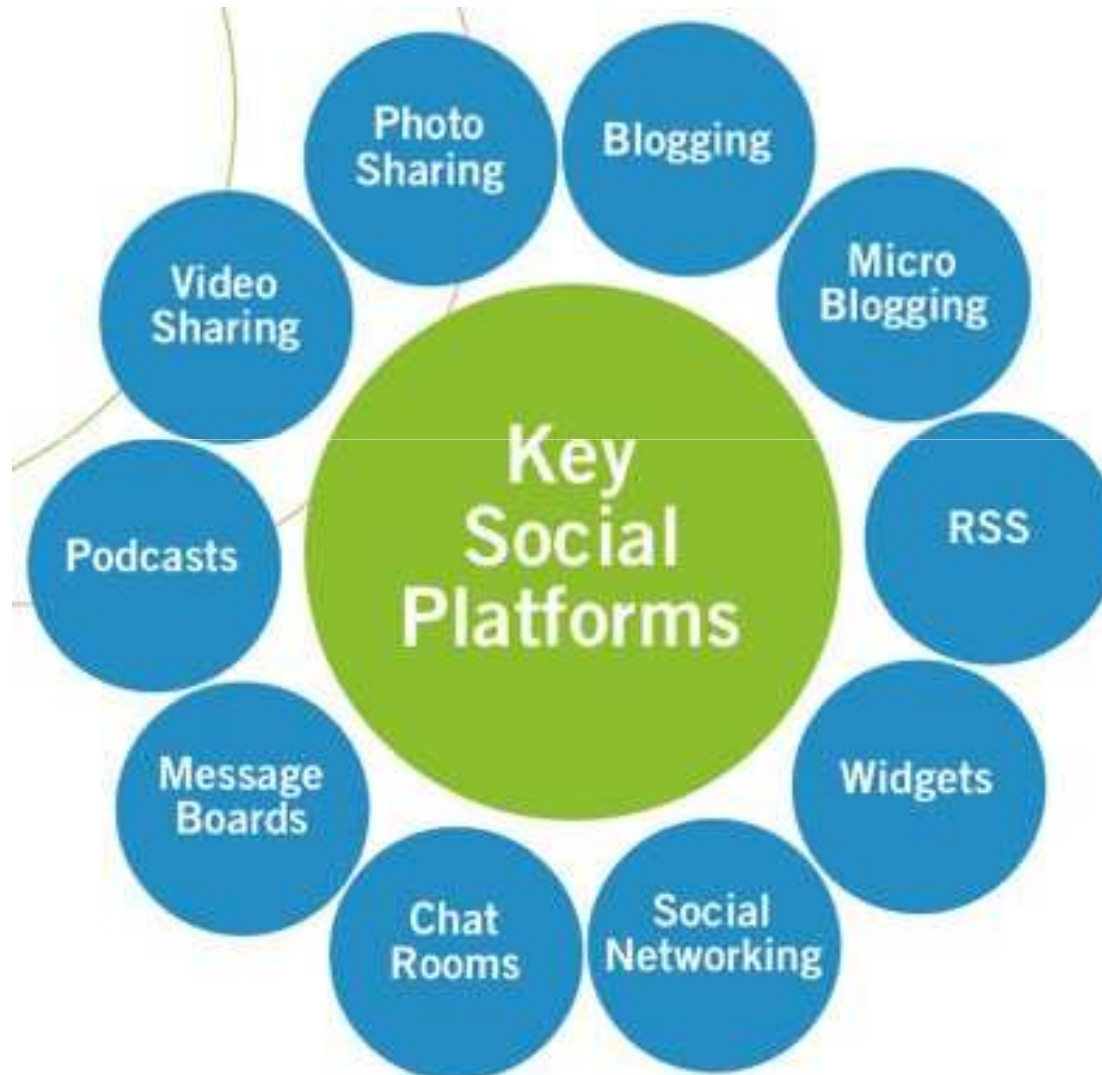 Photo
Sharing
Blogging
Micro
Blogging
Video
Sharing
Key
Social
Platforms
RSS
Podcasts
Widgets
Message
Boards
Social
Networking
Chat
Rooms